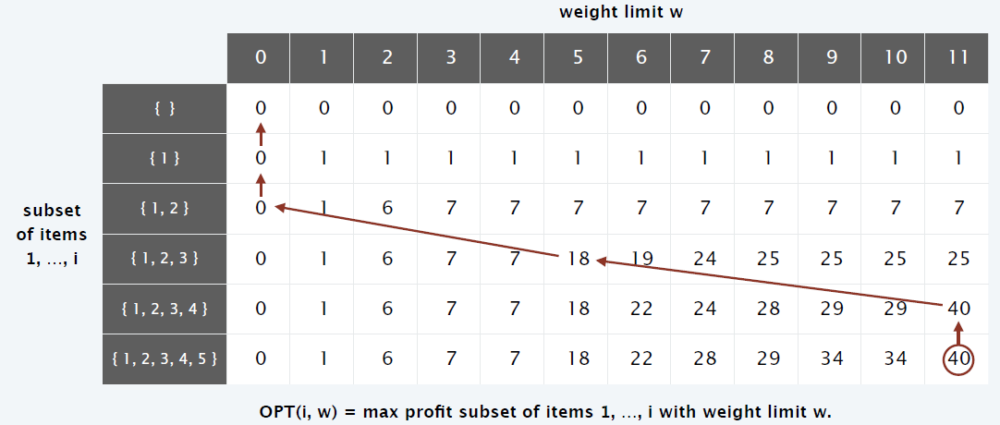 weight limit w
0 1 2 3 4 5 6 7 8 9 10 11
{ } 0 0 0 0 0 0 0 0 0 0 0 0
{ 1 } 0 1 1 1 1 1 1 1 1 1 1 1
{ 1, 2 } 0 1 6 7 7 7 7 7 7 7 7 7
subset
of items
1, …, i
{ 1, 2, 3 } 0 1 6 7 7 18 19 24 25 25 25 25
{ 1, 2, 3, 4 } 0 1 6 7 7 18 22 24 28 29 29 40
{ 1, 2, 3, 4, 5 } 0 1 6 7 7 18 22 28 29 34 34 40
OPT(i, w) = max profit subset of items 1, …, i with weight limit w.